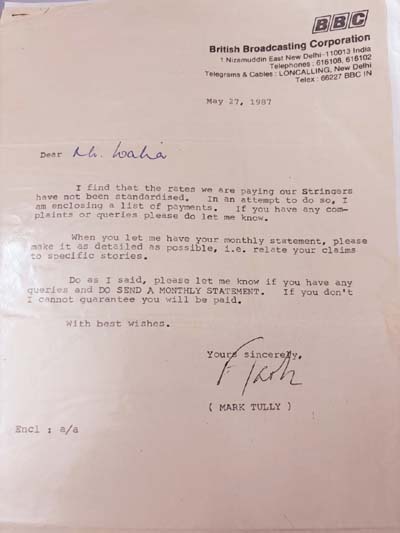 BBC
British Broadcasting Corporation
1 Nizamuddin East New Delhi-110013 India
Telephones : 616108, 616102
Telegrams & Cables : LONCALLING, New Delhi
Telex : 66227 BBC IN
May 27, 1987
Dear Mr. Walia
I find that the rates we are paying our Stringers
have not been standardised. In an attempt to do so, I
am enclosing a list of payments. If you have any com-
plaints or queries please do let me know.
When you let me have your monthly statement, please
make it as detailed as possible, i.e. relate your claims
to specific stories.
Do as I said, please let me know if you have any
queries and DO SEND A MONTHLY STATEMENT. If you don't
I cannot guarantee you will be paid.
With best wishes.
Yours sincerely,
( MARK TULLY )
Encl : a/a